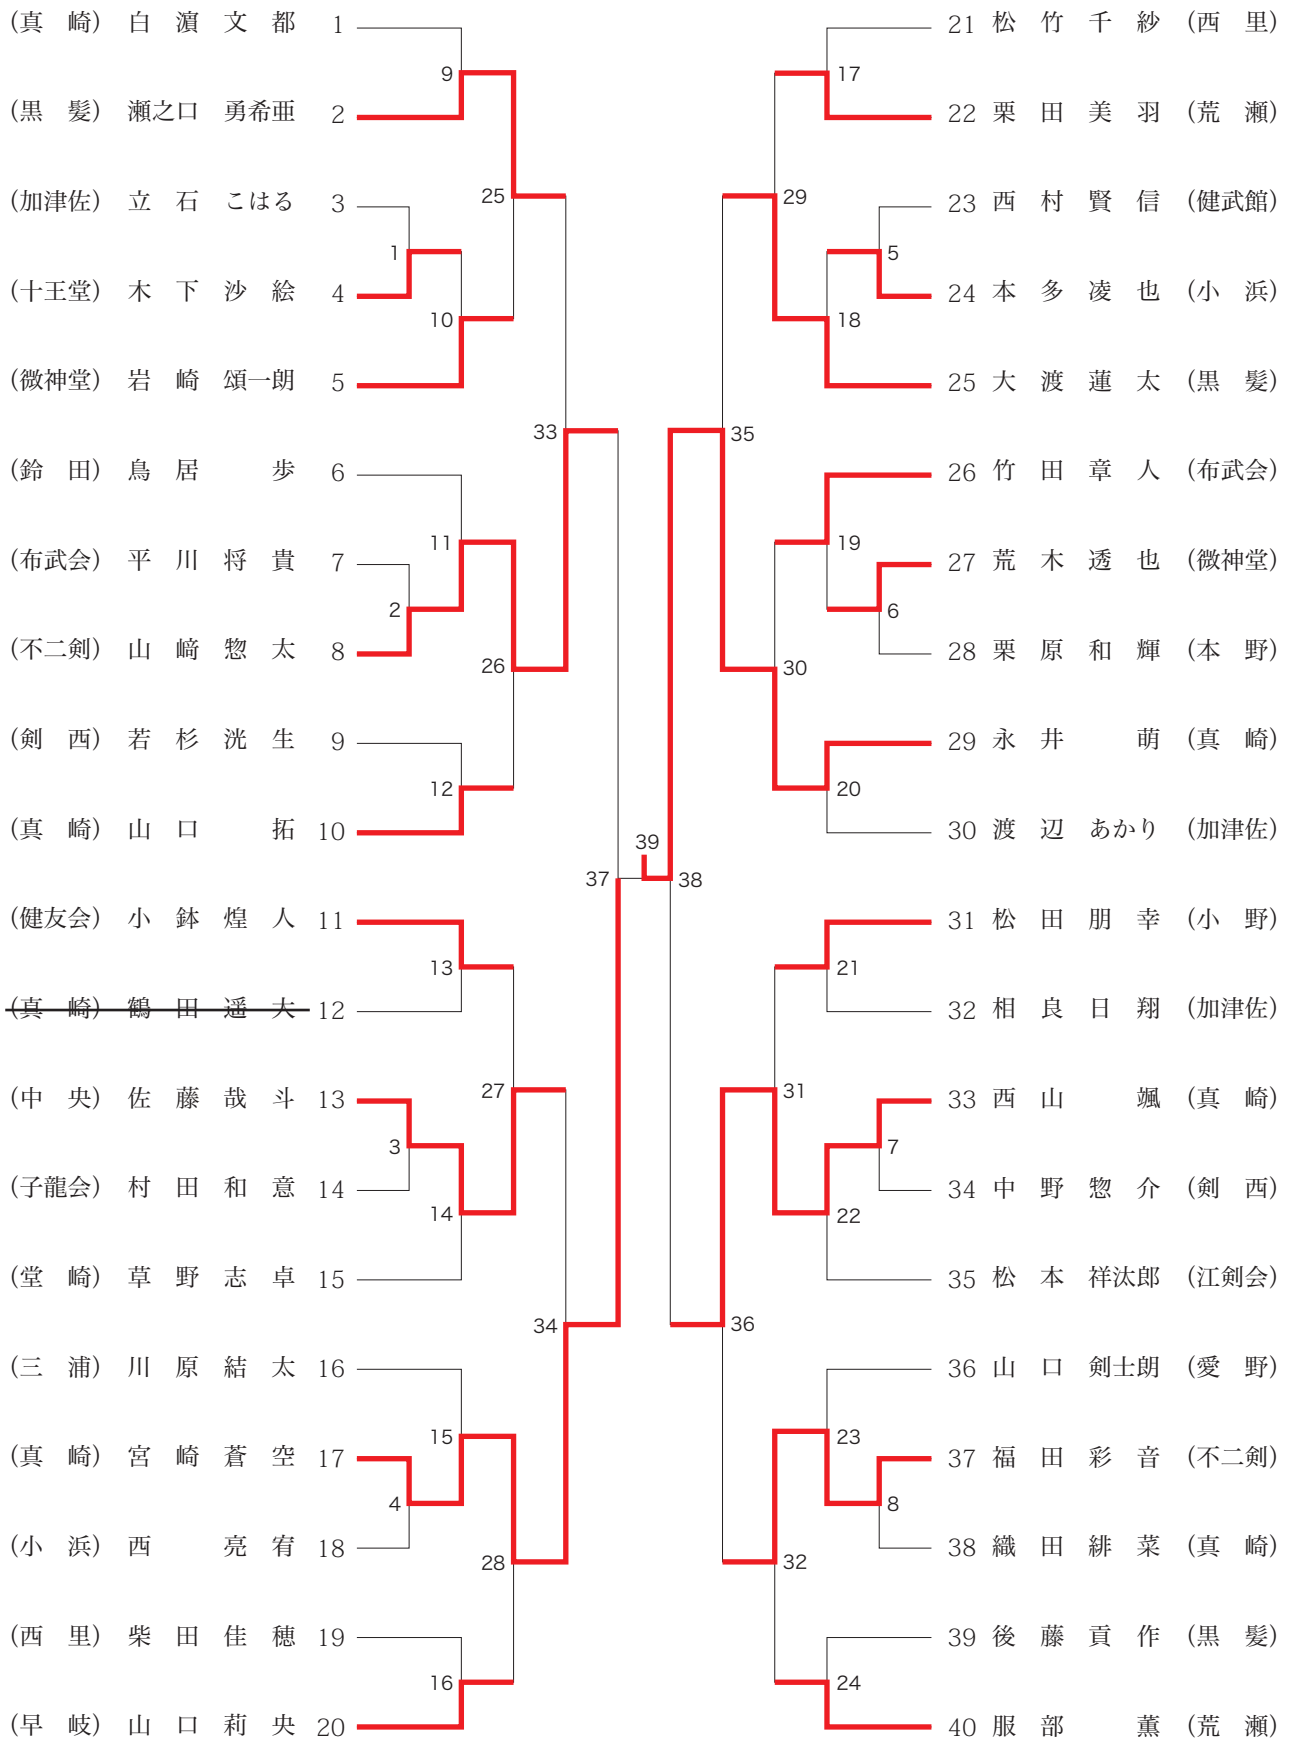 (真 崎) 白 濵 文 都 1
(黒 髪) 瀬之口 勇希亜 2
(加津佐) 立 石 こはる 3
(十王堂) 木 下 沙 絵 4
(微神堂) 岩 崎 頌一朗 5
(鈴 田) 鳥 居 歩 6
(布武会) 平 川 将 貴 7
(不二剣) 山 﨑 惣 太 8
(剣 西) 若 杉 洸 生 9
(真 崎) 山 口 拓 10
(健友会) 小 鉢 煌 人 11
(真 崎) 鶴 田 遥 大 12
(中 央) 佐 藤 哉 斗 13
(子龍会) 村 田 和 意 14
(堂 崎) 草 野 志 卓 15
(三 浦) 川 原 結 太 16
(真 崎) 宮 崎 蒼 空 17
(小 浜) 西 亮 宥 18
(西 里) 柴 田 佳 穂 19
(早 岐) 山 口 莉 央 20
9
25
1
10
33
11
2
26
12
37
13
27
3
14
34
15
4
28
16
39
38
17
29
5
18
35
19
6
30
20
21
31
7
22
36
23
8
32
24
21 松 竹 千 紗 (西 里)
22 栗 田 美 羽 (荒 瀬)
23 西 村 賢 信 (健武館)
24 本 多 凌 也 (小 浜)
25 大 渡 蓮 太 (黒 髪)
26 竹 田 章 人 (布武会)
27 荒 木 透 也 (微神堂)
28 栗 原 和 輝 (本 野)
29 永 井 萌 (真 崎)
30 渡 辺 あかり (加津佐)
31 松 田 朋 幸 (小 野)
32 相 良 日 翔 (加津佐)
33 西 山 颯 (真 崎)
34 中 野 惣 介 (剣 西)
35 松 本 祥汰郎 (江剣会)
36 山 口 剣士朗 (愛 野)
37 福 田 彩 音 (不二剣)
38 織 田 緋 菜 (真 崎)
39 後 藤 貢 作 (黒 髪)
40 服 部 薫 (荒 瀬)